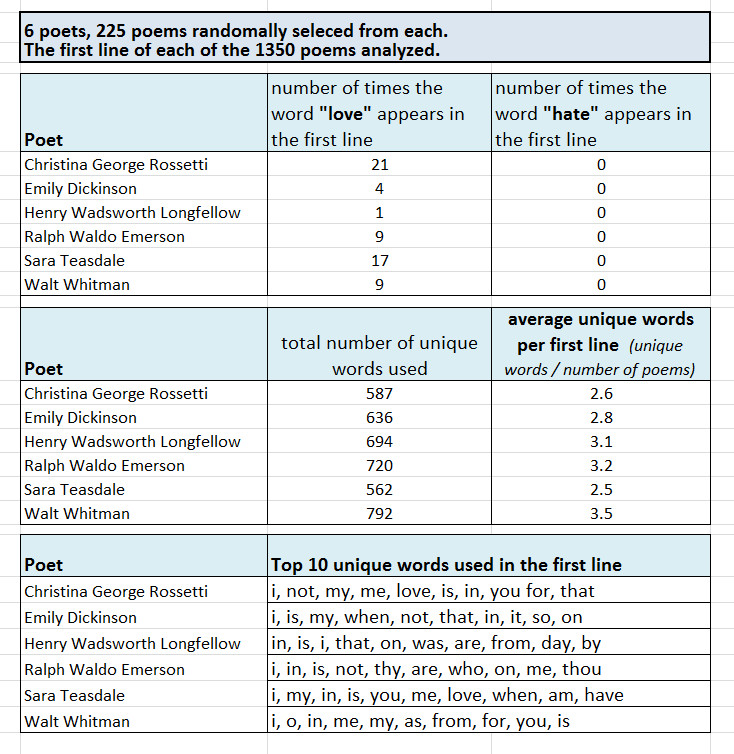 6 poets, 225 poems randomally seleced from each.
The first line of each of the 1350 poems analyzed.
Poet
number of times the
word "love" appears in
the first line
number of times the
word "hate" appears in
the first line
Christina George Rossetti 21 0
Emily Dickinson 4 0
Henry Wadsworth Longfellow 1 0
Ralph Waldo Emerson 9 0
Sara Teasdale 17 0
Walt Whitman 9 0
Poet
total number of unique
words used
average unique words
per first line (unique
words / number of poems)
Christina George Rossetti 587 2.6
Emily Dickinson 636 2.8
Henry Wadsworth Longfellow 694 3.1
Ralph Waldo Emerson 720 3.2
Sara Teasdale 562 2.5
Walt Whitman 792 3.5
Poet Top 10 unique words used in the first line
Christina George Rossetti i, not, my, me, love, is, in, you for, that
Emily Dickinson i, is, my, when, not, that, in, it, so, on
Henry Wadsworth Longfellow in, is, i, that, on, was, are, from, day, by
Ralph Waldo Emerson i, in, is, not, thy, are, who, on, me, thou
Sara Teasdale i, my, in, is, you, me, love, when, am, have
Walt Whitman i, o, in, me, my, as, from, for, you, is